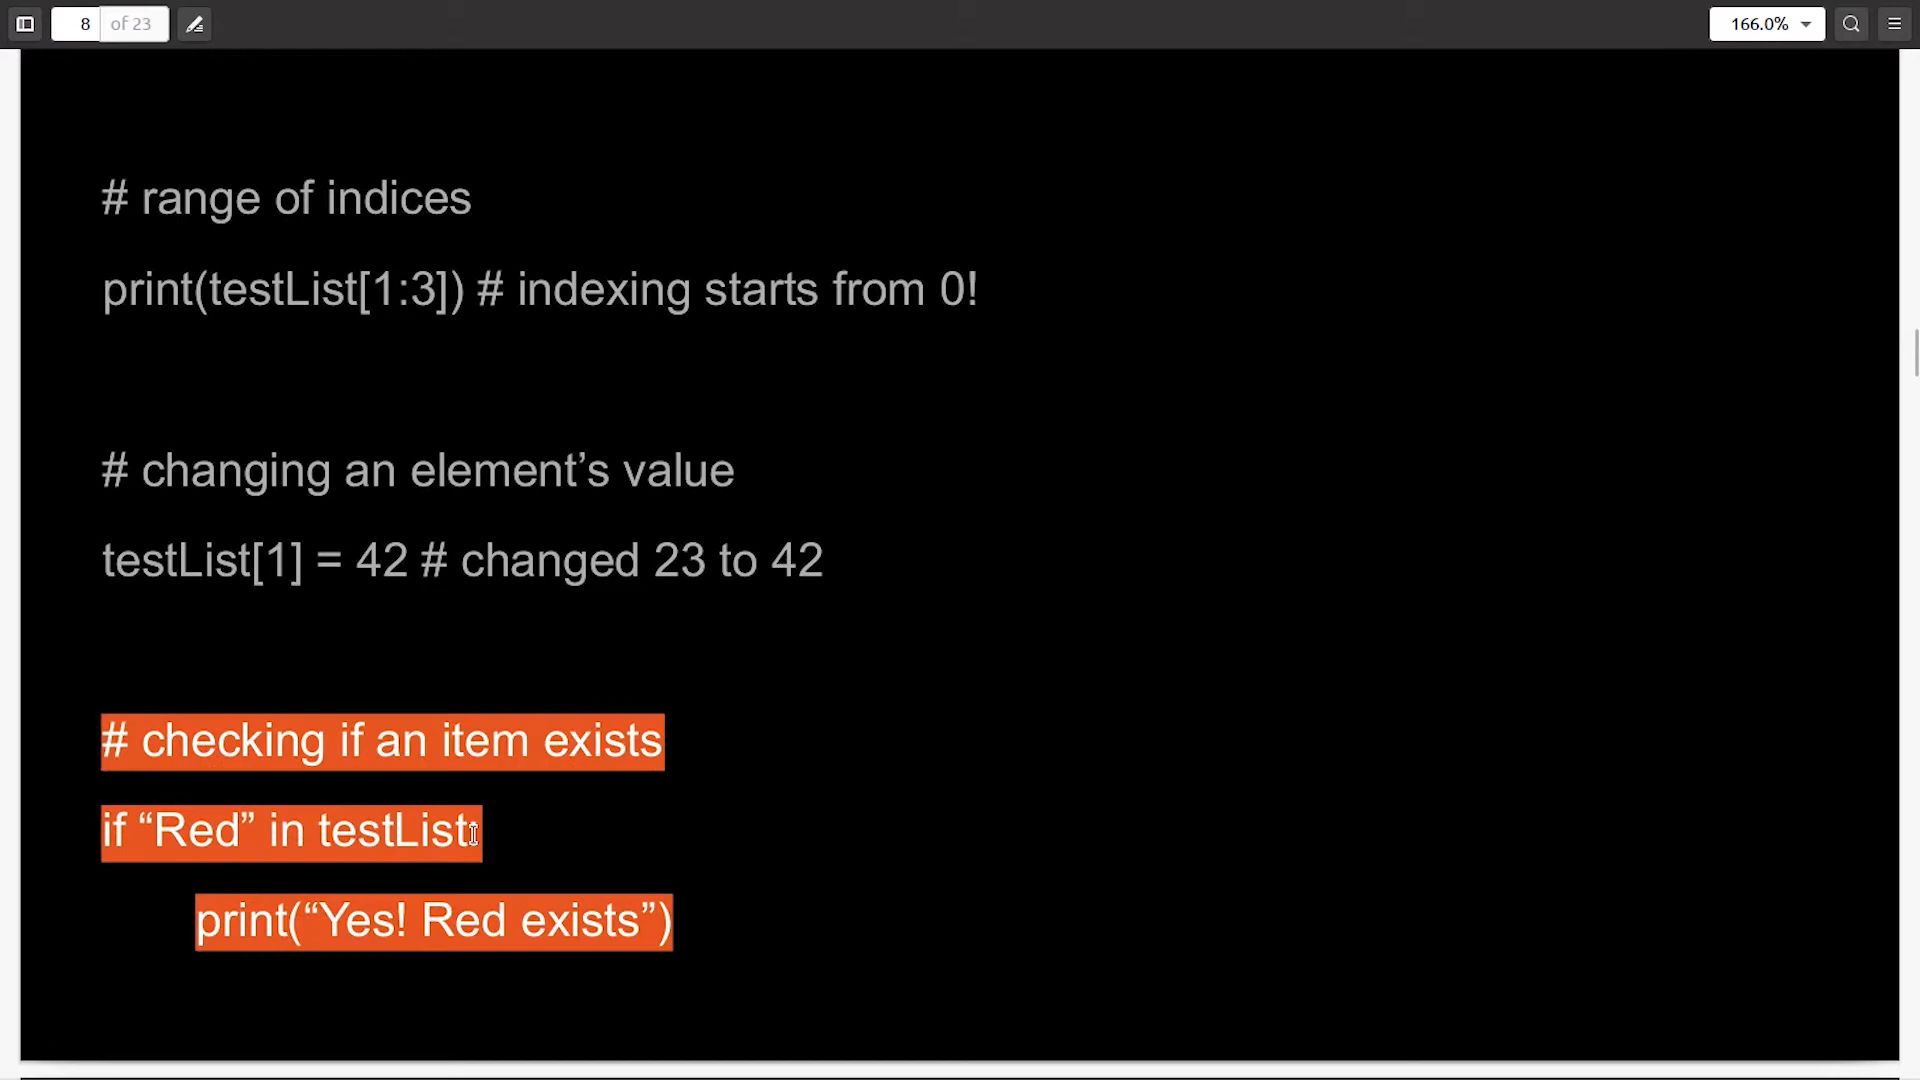 8 of 23
166.0%
# range of indices
print(testList[1:3]) # indexing starts from 0!
# changing an element’s value
testList[1] = 42 # changed 23 to 42
# checking if an item exists
if “Red” in testList:
print(“Yes! Red exists”)